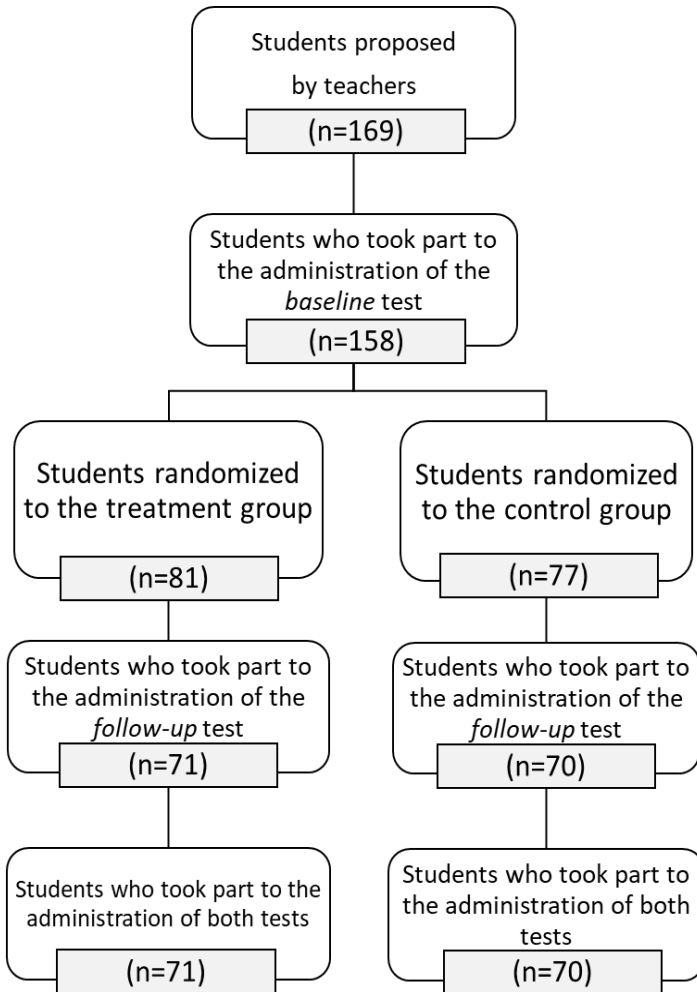 Students proposed
by teachers
(n=169)
Students who took part to
the administration of the
baseline test
(n=158)
Students randomized
to the treatment group
(n=81)
Students randomized
to the control group
(n=77)
Students who took part to
the administration of the
follow-up test
(n=71)
Students who took part to
the administration of the
follow-up test
(n=70)
Students who took part to the
administration of both tests
(n=71)
Students who took part to
the administration of both
tests
(n=70)